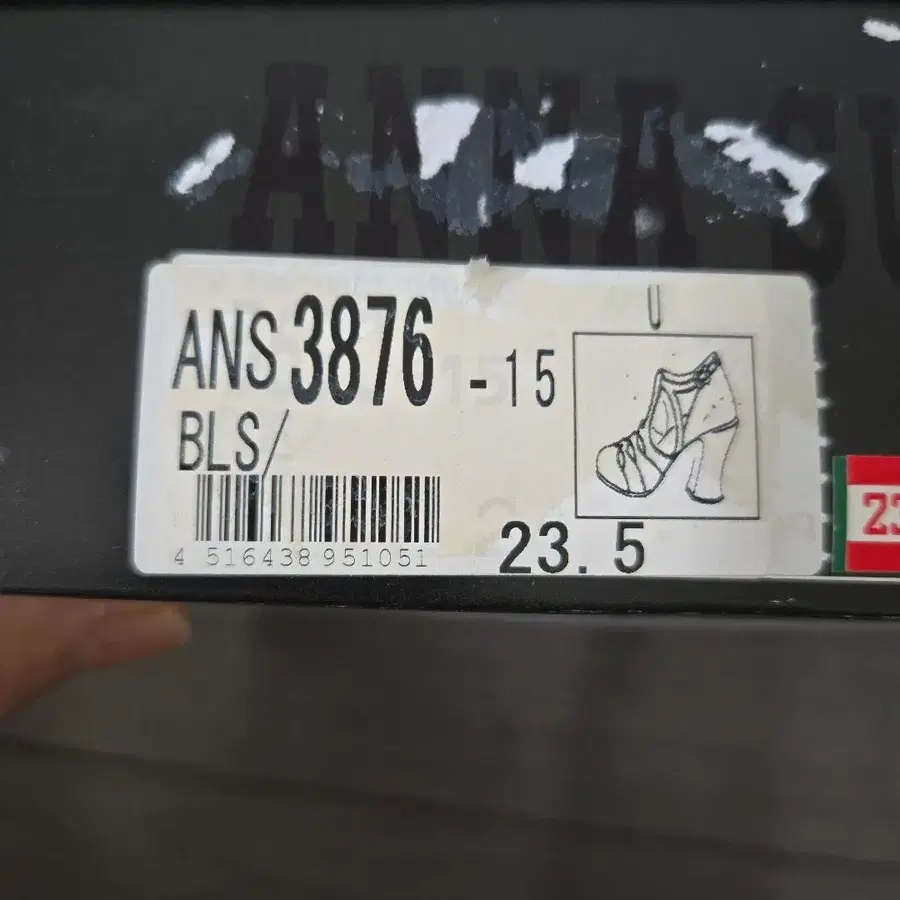 ANNA SU
U
ANS 3876 -15
BLS/
4 516438 951051
23.5
23